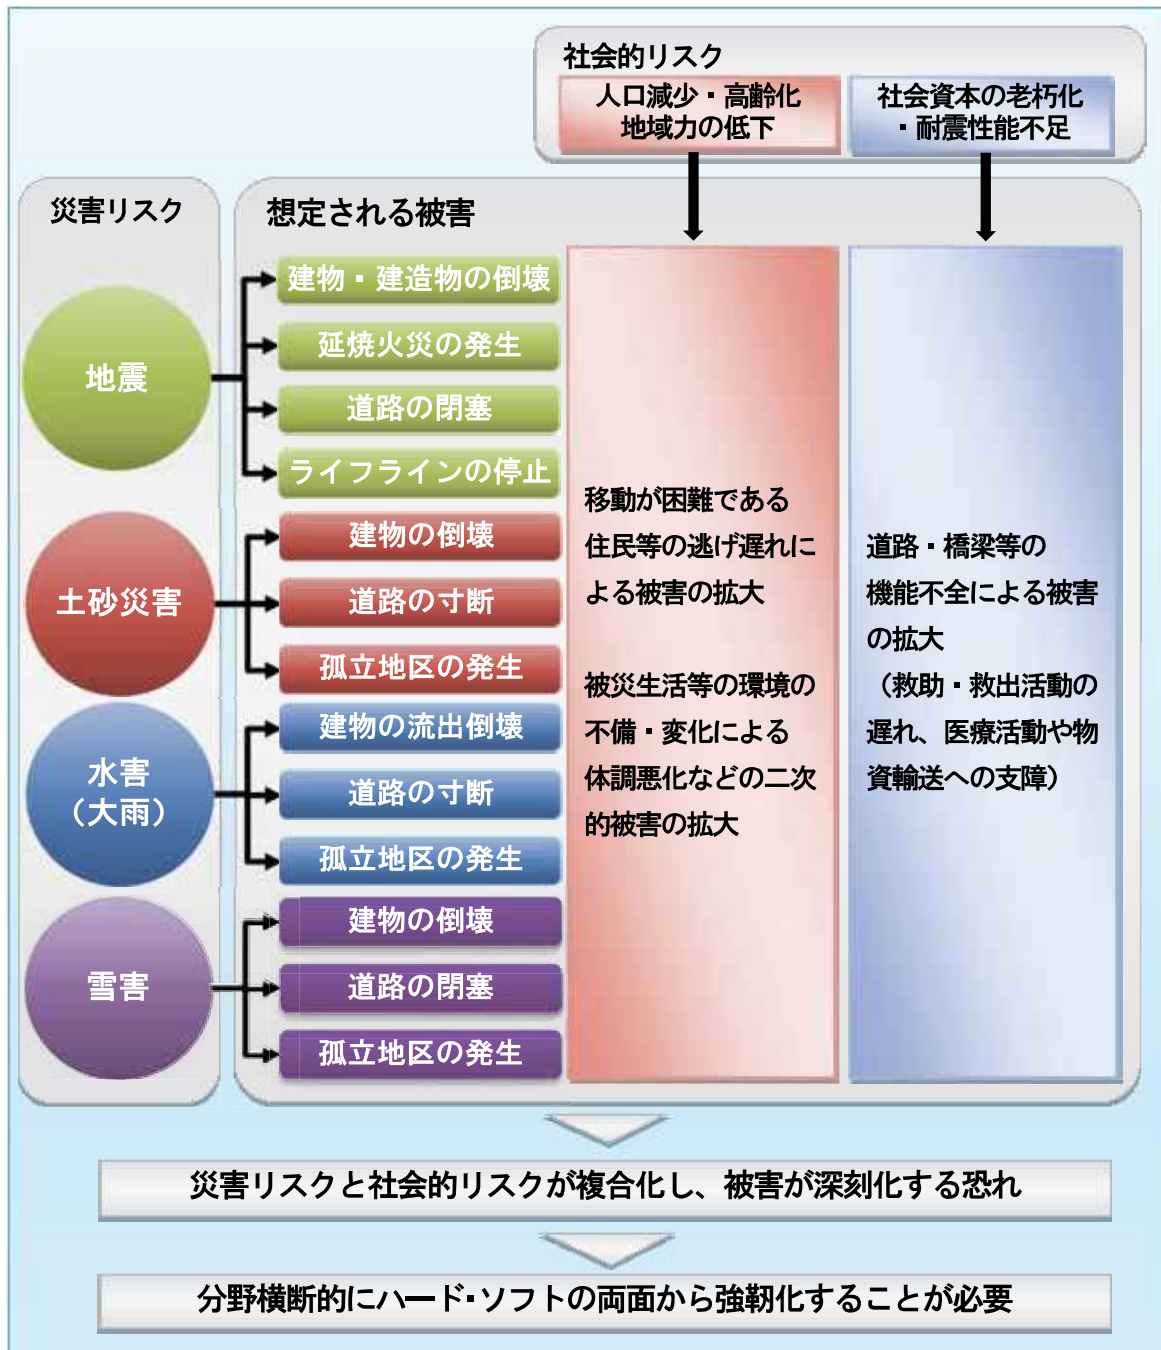 社会的リスク
人口減少・高齢化
地域力の低下
社会資本の老朽化
・耐震性能不足
災害リスク
想定される被害
地震
建物・建造物の倒壊
延焼火災の発生
道路の閉塞
ライフラインの停止
土砂災害
建物の倒壊
道路の寸断
孤立地区の発生
水害
（大雨）
建物の流出倒壊
道路の寸断
孤立地区の発生
雪害
建物の倒壊
道路の閉塞
孤立地区の発生
移動が困難である
住民等の逃げ遅れに
よる被害の拡大
被災生活等の環境の
不備・変化による
体調悪化などの二次
的被害の拡大
道路・橋梁等の
機能不全による被害
の拡大
（救助・救出活動の
遅れ、医療活動や物
資輸送への支障）
災害リスクと社会的リスクが複合化し、被害が深刻化する恐れ
分野横断的にハード・ソフトの両面から強靭化することが必要